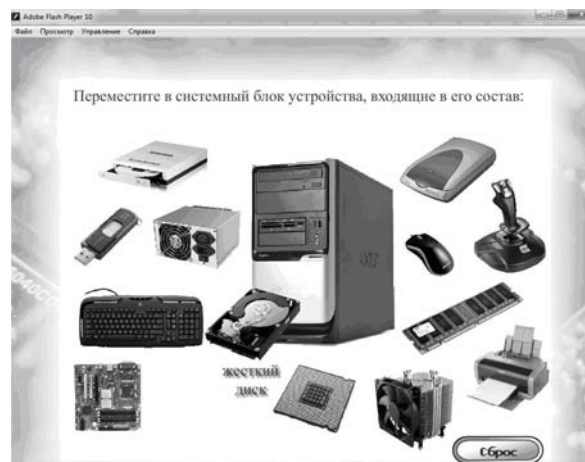 Adobe Flash Player 10
Файл Просмотр Управление Справка
Переместите в системный блок устройства, входящие в его состав:
жесткий
диск
Сброс